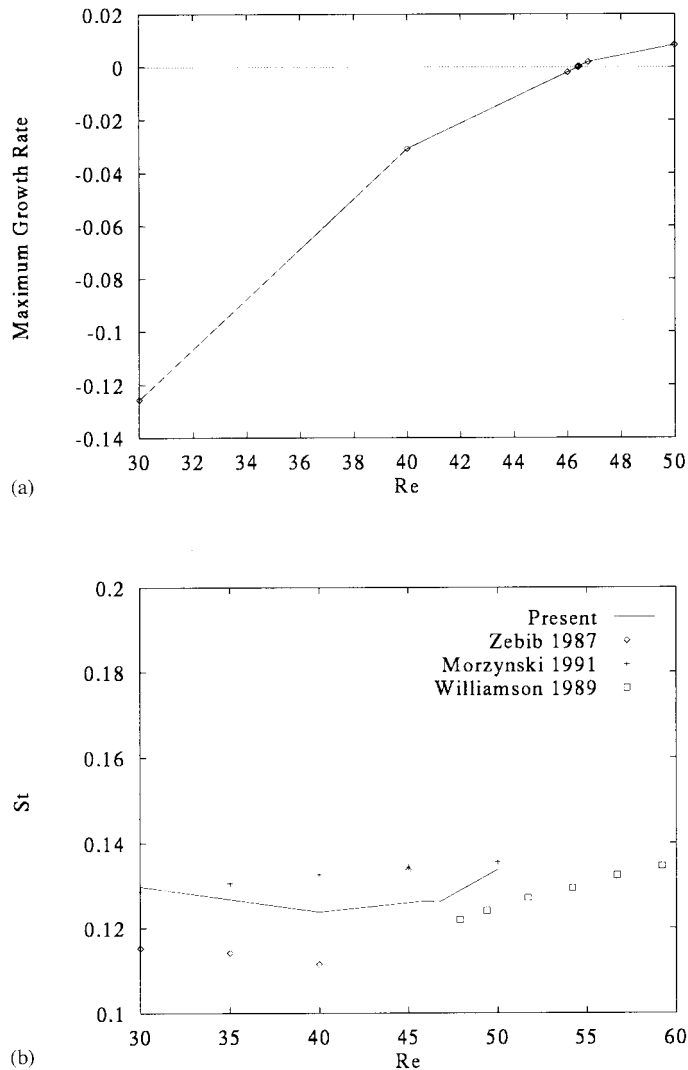 0.02
0
-0.02
-0.04
-0.06
-0.08
-0.1
-0.12
-0.14
Maximum Growth Rate
30 32 34 36 38 40 42 44 46 48 50
Re
(a)
0.2
0.18
0.16
0.14
0.12
0.1
St
Present
Zebib 1987
Morzynski 1991
Williamson 1989
30 35 40 45 50 55 60
Re
(b)